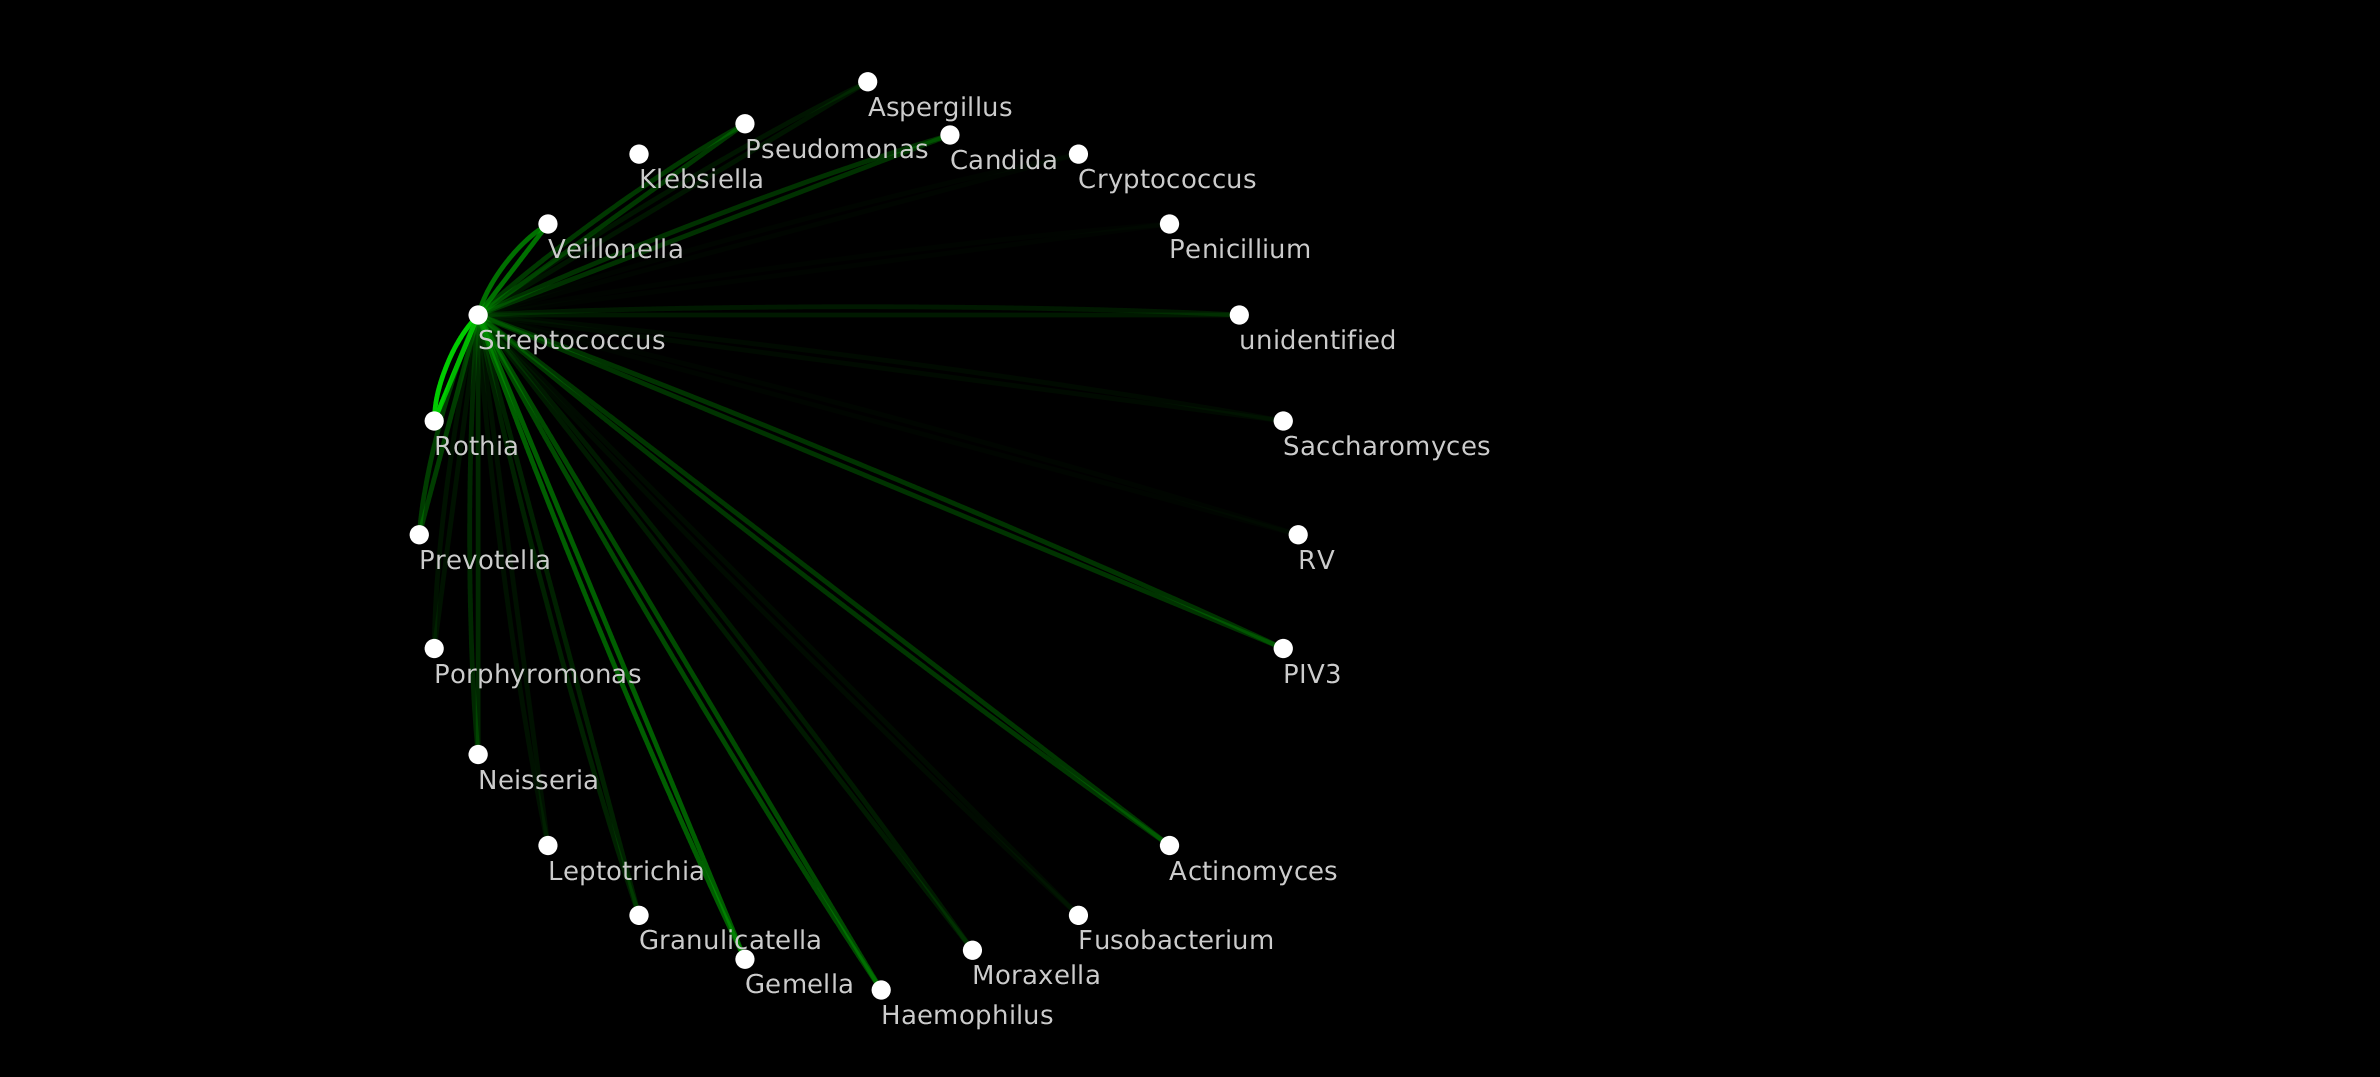 Aspergillus
Pseudomonas
Candida
Klebsiella
Cryptococcus
Veillonella
Penicillium
Streptococcus
unidentified
Rothia
Saccharomyces
Prevotella
RV
Porphyromonas
PIV3
Neisseria
Leptotrichia
Actinomyces
Granulicatella
Fusobacterium
Gemella
Moraxella
Haemophilus